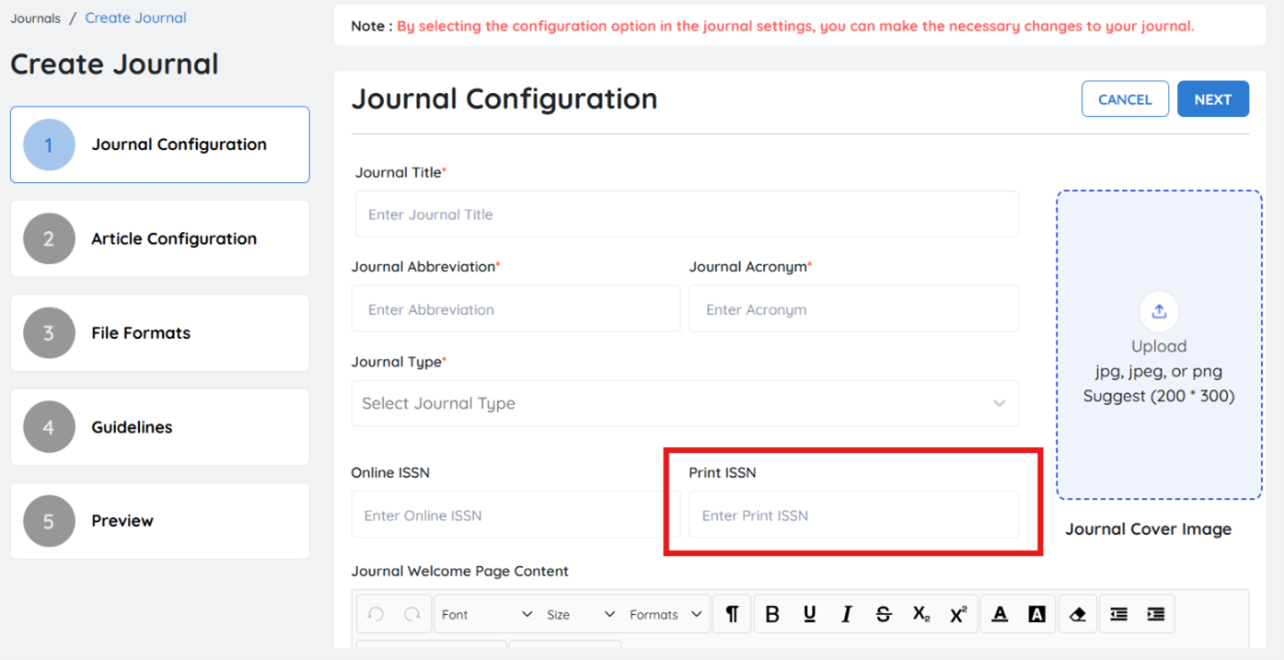 Journals / Create Journal
Create Journal
1 Journal Configuration
2 Article Configuration
3 File Formats
4 Guidelines
5 Preview
Note : By selecting the configuration option in the journal settings, you can make the necessary changes to your journal.
Journal Configuration
CANCEL NEXT
Journal Title*
Enter Journal Title
Journal Abbreviation* Journal Acronym*
Enter Abbreviation Enter Acronym
Journal Type*
Select Journal Type
Online ISSN Print ISSN
Enter Online ISSN Enter Print ISSN
Upload
jpg, jpeg, or png
Suggest (200 * 300)
Journal Cover Image
Journal Welcome Page Content
Font Size Formats ¶ B U I S X₂ X² A A